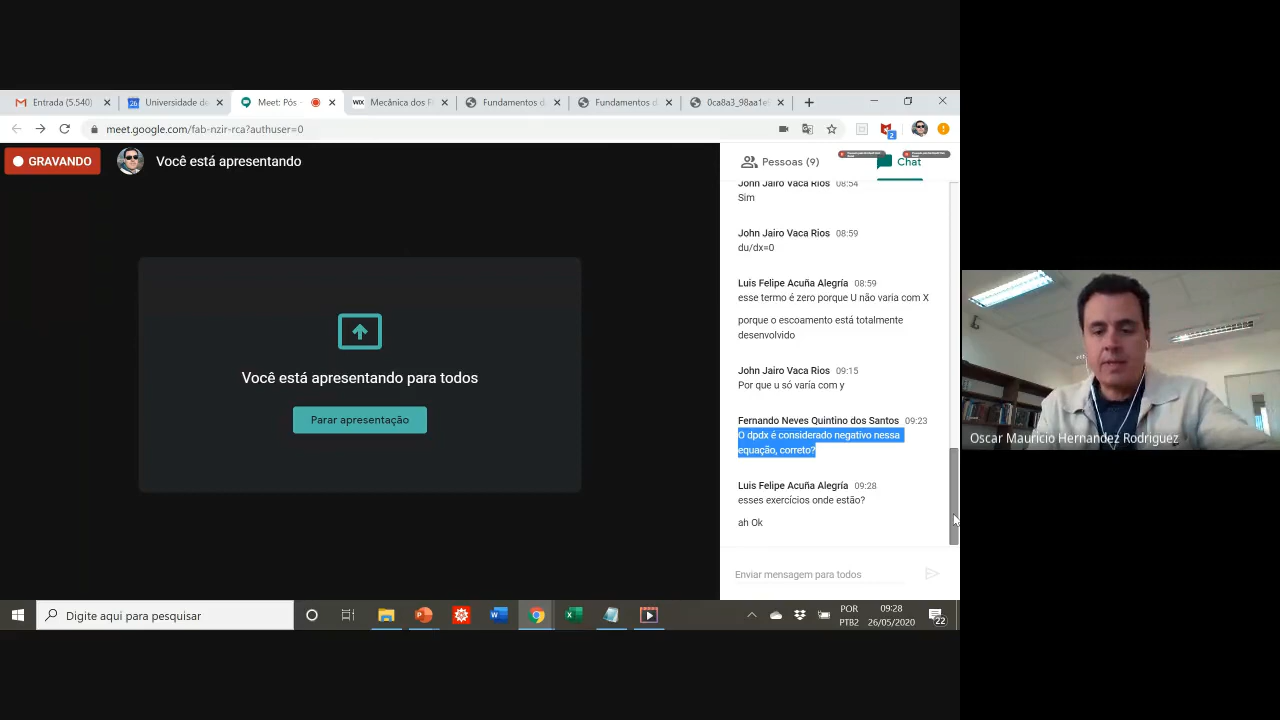 Entrada (5.540)
Universidade de
Meet: Pós -
Mecânica dos F
Fundamentos d
Fundamentos d
0ca8a3_98aa1e
meet.google.com/fab-nzir-rca?authuser=0
GRAVANDO
Você está apresentando
Pessoas (9)
Chat
John Jairo Vaca Rios 08:54
Sim
John Jairo Vaca Rios 08:59
du/dx=0
Luis Felipe Acuña Alegría 08:59
esse termo é zero porque U não varia com X
porque o escoamento está totalmente
desenvolvido
John Jairo Vaca Rios 09:15
Por que u só varía com y
Fernando Neves Quintino dos Santos 09:23
O dpdx é considerado negativo nessa
equação, correto?
Luis Felipe Acuña Alegría 09:28
esses exercícios onde estão?
ah Ok
Enviar mensagem para todos
Você está apresentando para todos
Parar apresentação
Oscar Mauricio Hernandez Rodriguez
Digite aqui para pesquisar
POR
PTB2
09:28
26/05/2020
22